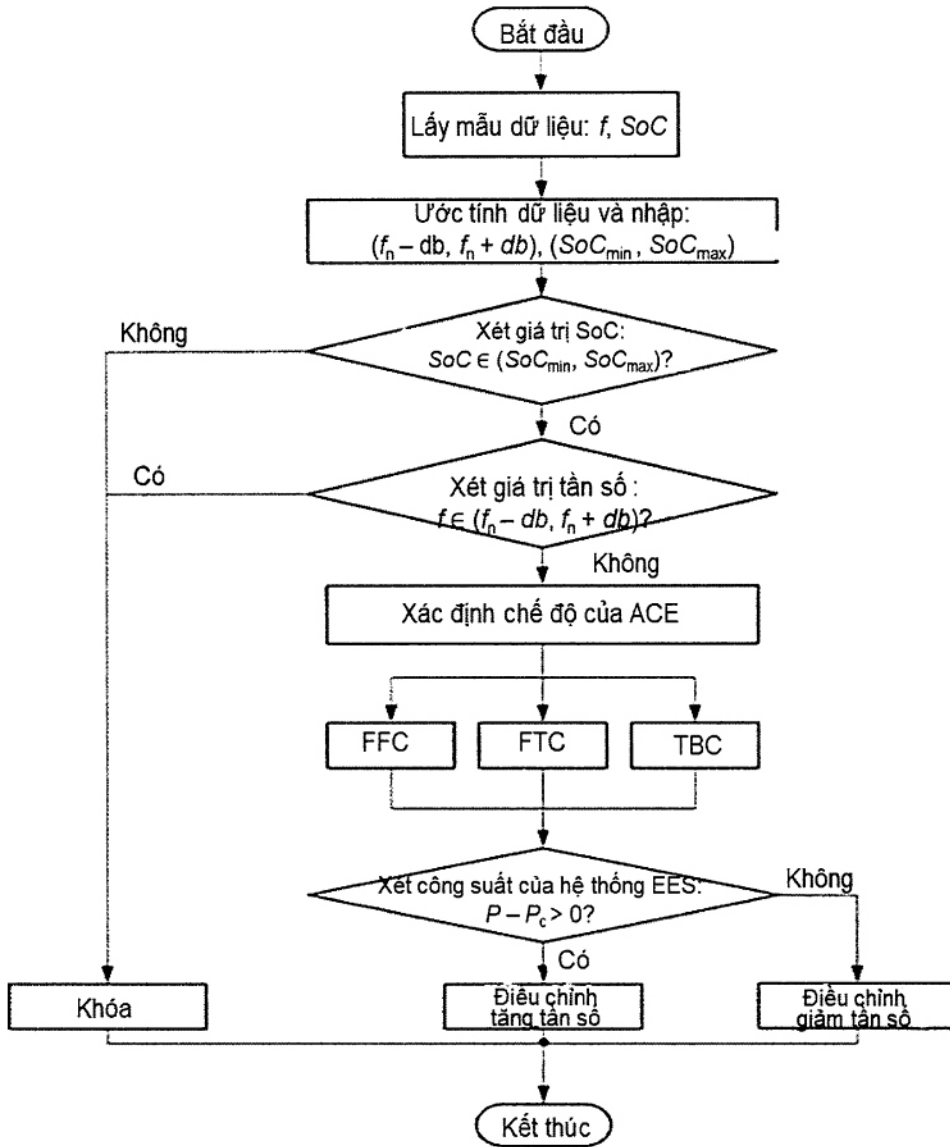 Bắt đầu
Lấy mẫu dữ liệu: f, SoC
Ước tính dữ liệu và nhập:
(fn – db, fn + db), (SoCmin, SoCmax)
Xét giá trị SoC:
SoC ∈ (SoCmin, SoCmax)?
Không
Có
Xét giá trị tần số :
f ∈ (fn – db, fn + db)?
Có
Không
Xác định chế độ của ACE
FFC
FTC
TBC
Xét công suất của hệ thống EES:
P – Pc > 0?
Không
Có
Khóa
Điều chỉnh
tăng tần số
Điều chỉnh
giảm tần số
Kết thúc